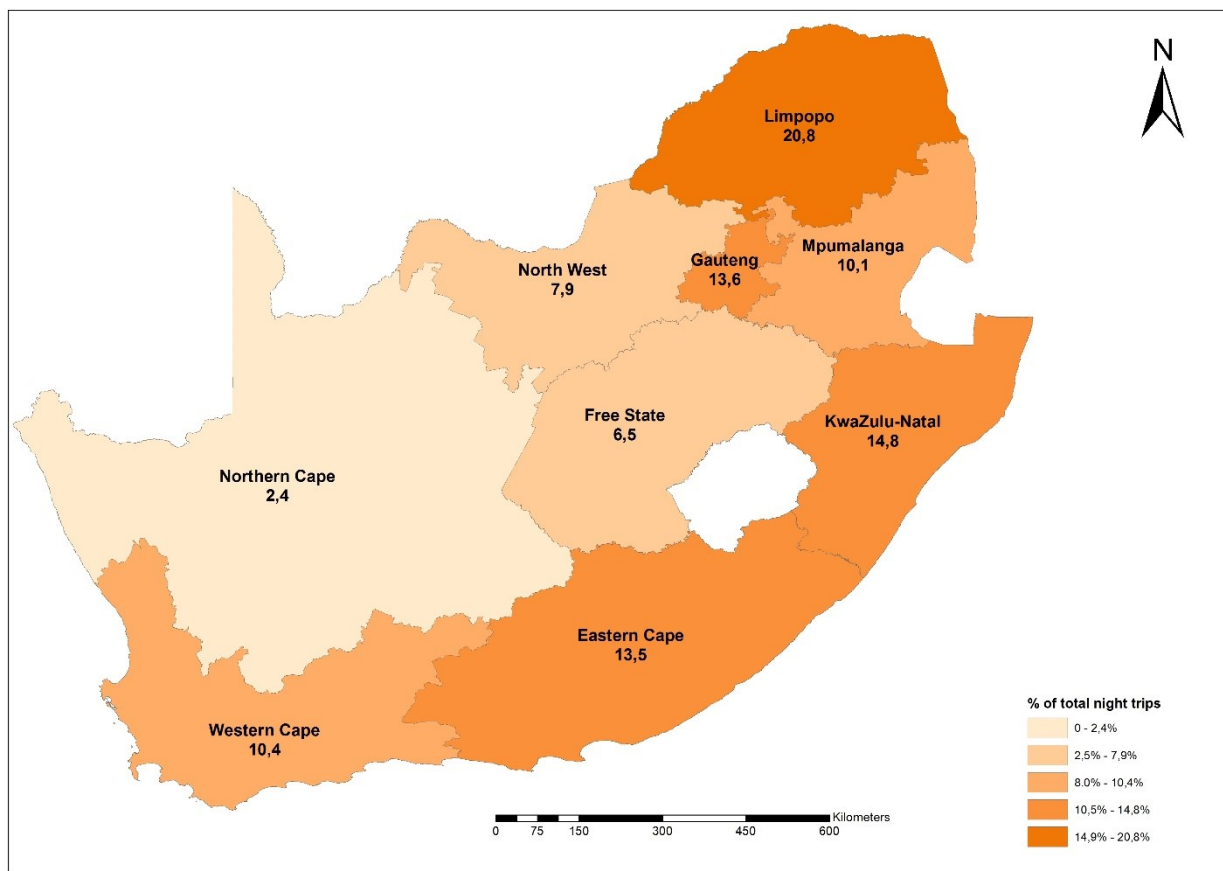 N
Limpopo
20,8
Mpumalanga
10,1
Gauteng
13,6
North West
7,9
Free State
6,5
KwaZulu-Natal
14,8
Northern Cape
2,4
Eastern Cape
13,5
Western Cape
10,4
% of total night trips
0 - 2,4%
2,5% - 7,9%
8.0% - 10,4%
10,5% - 14,8%
14,9% - 20,8%
Kilometers
0 75 150 300 450 600